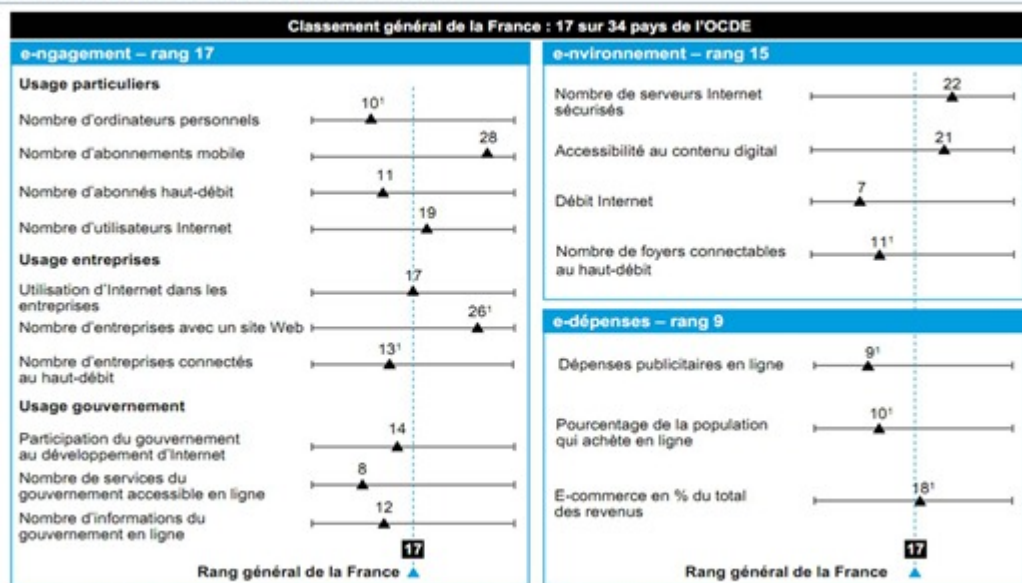 Classement général de la France : 17 sur 34 pays de l'OCDE
e-ngagement – rang 17
Usage particuliers
Nombre d'ordinateurs personnels
10¹
Nombre d'abonnements mobile
28
Nombre d'abonnés haut-débit
11
Nombre d'utilisateurs Internet
19
Usage entreprises
Utilisation d'Internet dans les
entreprises
17
Nombre d'entreprises avec un site Web
26¹
Nombre d'entreprises connectés
au haut-débit
13¹
Usage gouvernement
Participation du gouvernement
au développement d'Internet
14
Nombre de services du
gouvernement accessible en ligne
8
Nombre d'informations du
gouvernement en ligne
12
17
Rang général de la France
e-nvironnement – rang 15
Nombre de serveurs Internet
sécurisés
22
Accessibilité au contenu digital
21
Débit Internet
7
Nombre de foyers connectables
au haut-débit
11¹
e-dépenses – rang 9
Dépenses publicitaires en ligne
9¹
Pourcentage de la population
qui achète en ligne
10¹
E-commerce en % du total
des revenus
18¹
17
Rang général de la France